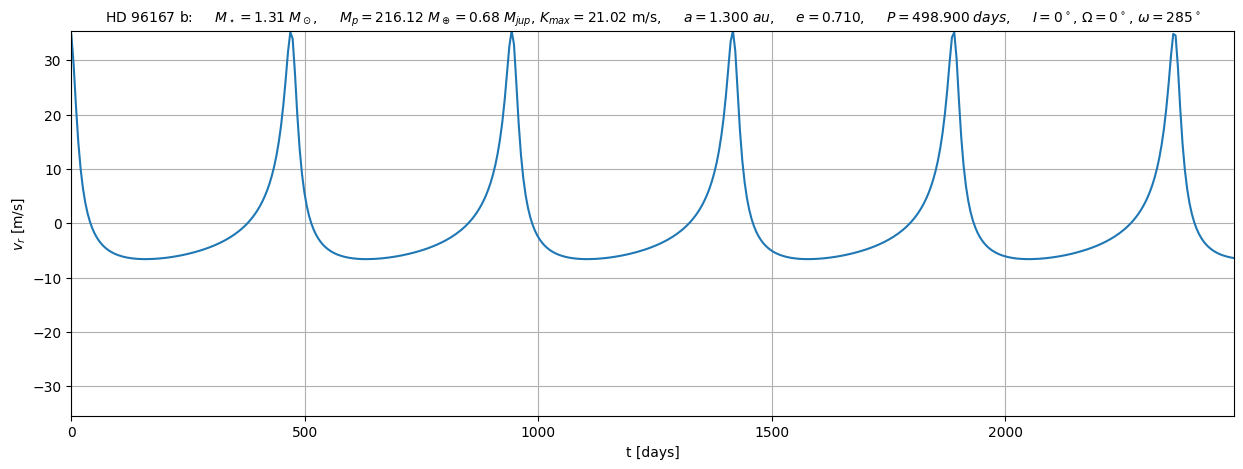 HD 96167 b: M⋆ = 1.31 M⊙, Mp = 216.12 M⊕ = 0.68 Mjup, Kmax = 21.02 m/s, a = 1.300 au, e = 0.710, P = 498.900 days, I = 0°, Ω = 0°, ω = 285°
30
20
10
0
−10
−20
−30
vr [m/s]
0 500 1000 1500 2000
t [days]